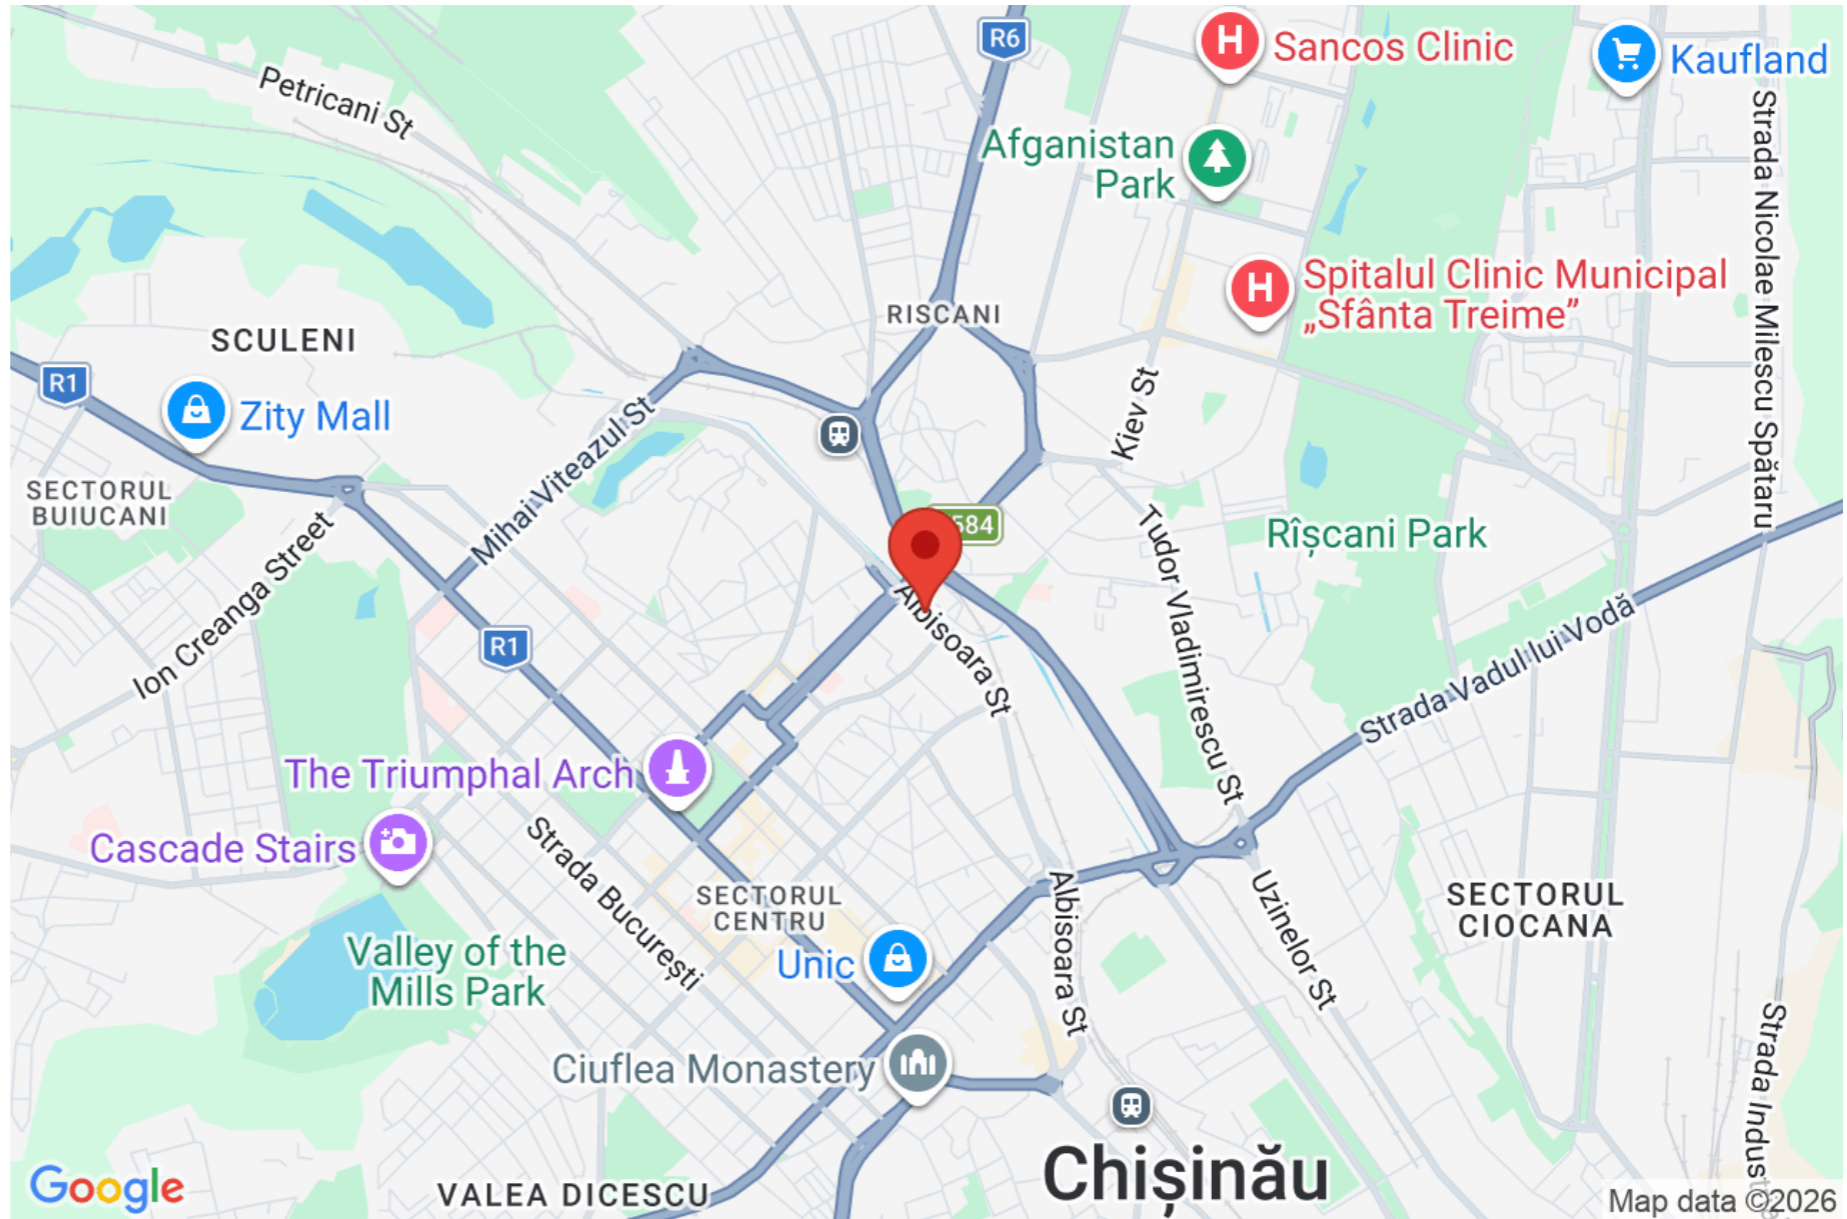 R6
Sancos Clinic
Kaufland
Petricani St
Afganistan
Park
Strada Nicolae Milescu Spătaru
Spitalul Clinic Municipal
„Sfânta Treime”
RISCANI
SCULENI
R1
Zity Mall
Kiev St
Mihai Viteazul St
SECTORUL
BUIUCANI
584
Rîșcani Park
Tudor Vladimirescu St
Ion Creanga Street
Albisoara St
Strada Vadul lui Vodă
R1
The Triumphal Arch
Cascade Stairs
Strada București
SECTORUL
CENTRU
Albisoara St
Uzinelor St
SECTORUL
CIOCANA
Valley of the
Mills Park
Unic
Ciuflea Monastery
Strada Indust
Chișinău
VALEA DICESCU
Google
Map data ©2026